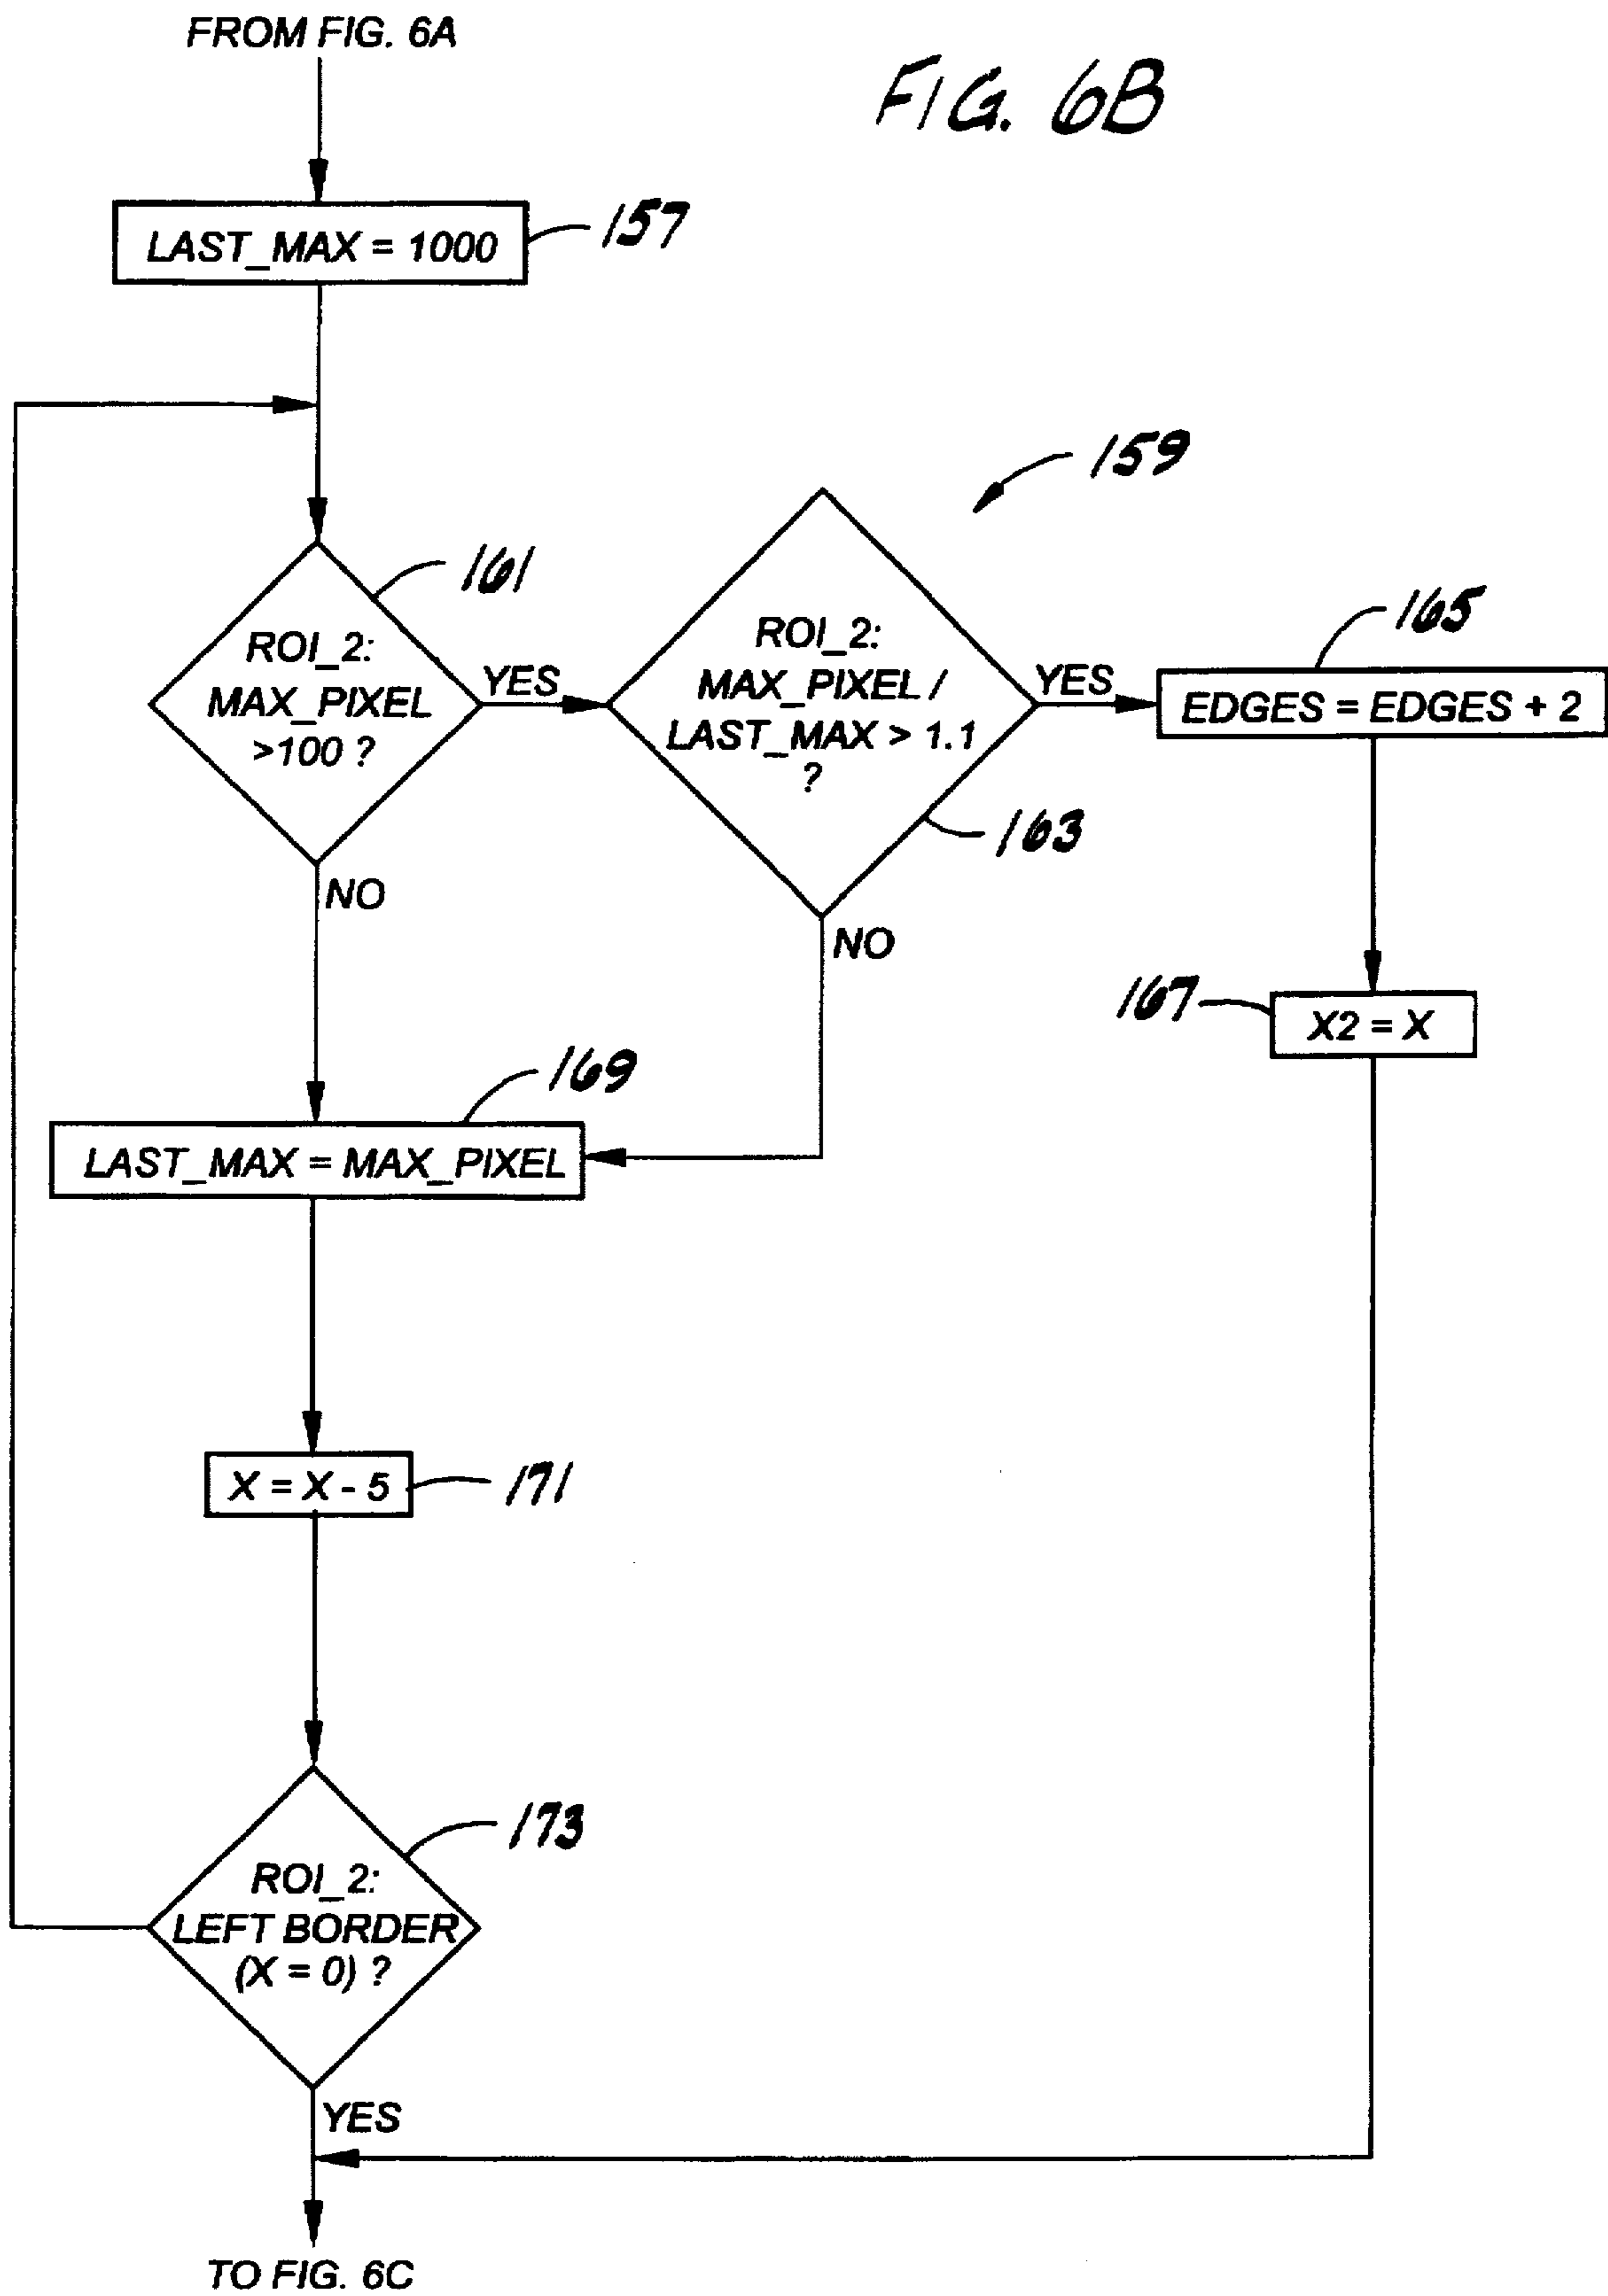 FROM FIG. 6A
FIG. 6B
LAST_MAX = 1000
157
159
161
ROI_2:
MAX_PIXEL
>100 ?
YES
ROI_2:
MAX_PIXEL /
LAST_MAX > 1.1
?
YES
165
EDGES = EDGES + 2
163
NO
NO
167
X2 = X
169
LAST_MAX = MAX_PIXEL
X = X - 5
171
173
ROI_2:
LEFT BORDER
(X = 0) ?
YES
TO FIG. 6C